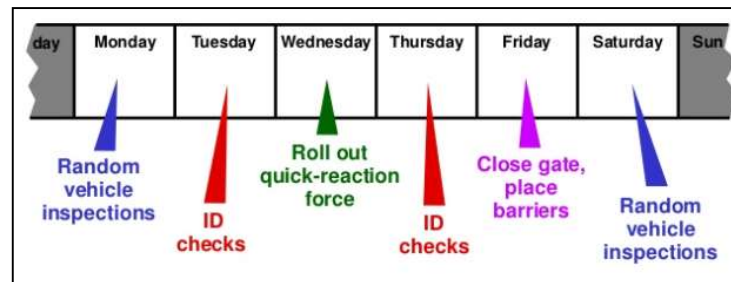 day Monday Tuesday Wednesday Thursday Friday Saturday Sun
Random
vehicle
inspections
ID
checks
Roll out
quick-reaction
force
ID
checks
Close gate,
place
barriers
Random
vehicle
inspections